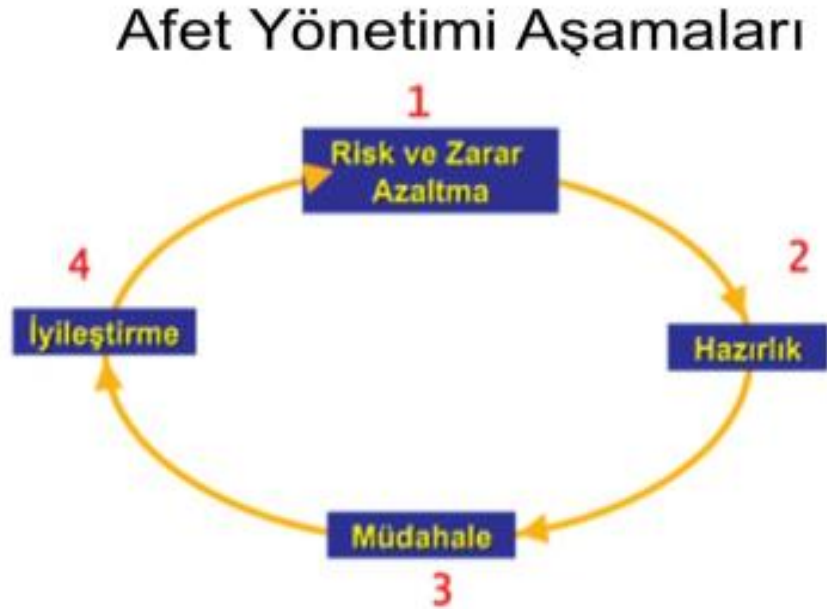 Afet Yönetimi Aşamaları
1
Risk ve Zarar
Azaltma
2
Hazırlık
3
Müdahale
4
İyileştirme